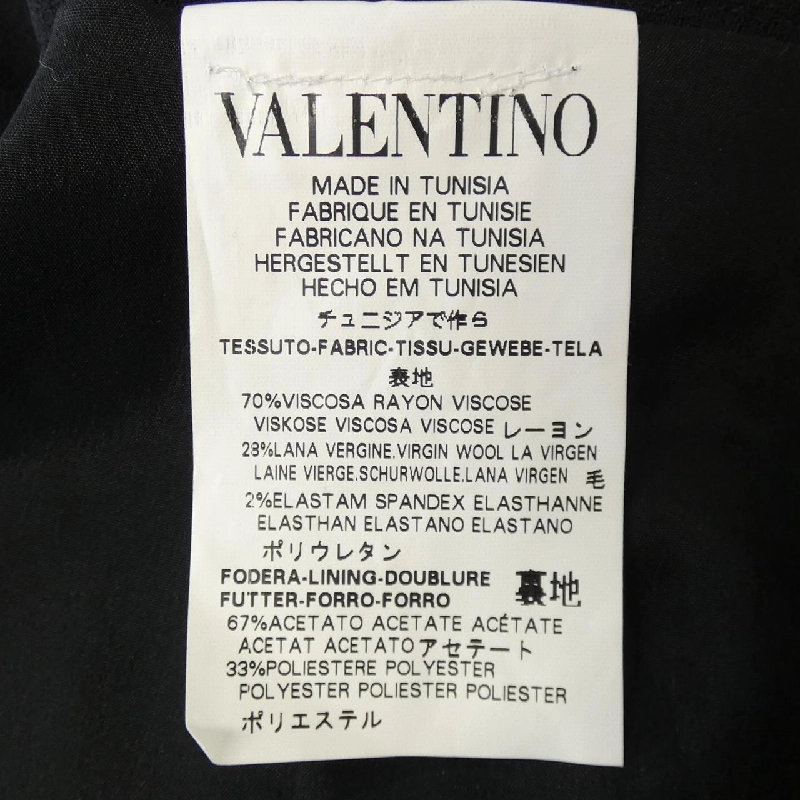 VALENTINO
MADE IN TUNISIA
FABRIQUE EN TUNISIE
FABRICANO NA TUNISIA
HERGESTELLT EN TUNESIEN
HECHO EM TUNISIA
チュニジアで作ら
TESSUTO-FABRIC-TISSU-GEWEBE-TELA
裏地
70%VISCOSA RAYON VISCOSE
VISKOSE VISCOSA VISCOSE レーヨン
28%LANA VERGINE.VIRGIN WOOL LA VIRGEN
LAINE VIERGE.SCHURWOLLE.LANA VIRGEN 毛
2%ELASTAM SPANDEX ELASTHANNE
ELASTHAN ELASTANO ELASTANO
ポリウレタン
FODERA-LINING-DOUBLURE 裏地
FUTTER-FORRO-FORRO
67%ACETATO ACETATE ACÉTATE
ACETAT ACETATO アセテート
33%POLIESTERE POLYESTER
POLYESTER POLIESTER POLIESTER
ポリエステル